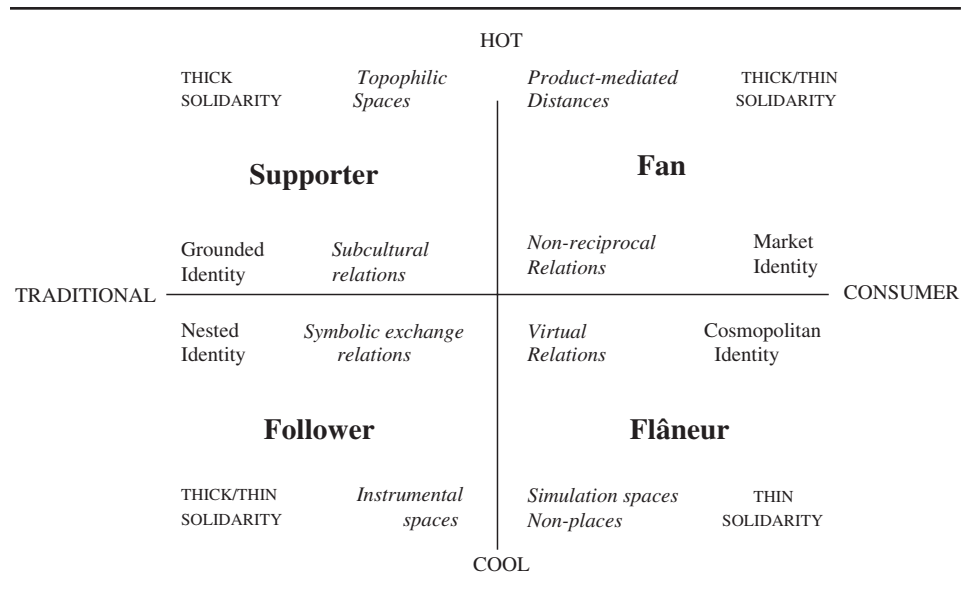 HOT
THICK SOLIDARITY
Topophilic Spaces
Product-mediated Distances
THICK/THIN SOLIDARITY
Supporter
Fan
Grounded Identity
Subcultural relations
Non-reciprocal Relations
Market Identity
TRADITIONAL
CONSUMER
Nested Identity
Symbolic exchange relations
Virtual Relations
Cosmopolitan Identity
Follower
Flâneur
THICK/THIN SOLIDARITY
Instrumental spaces
Simulation spaces Non-places
THIN SOLIDARITY
COOL